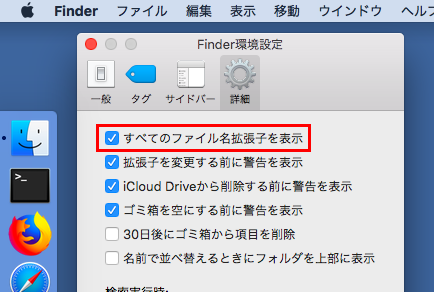 Finder ファイル 編集 表示 移動 ウインドウ ヘルプ
Finder環境設定
一般 タグ サイドバー 詳細
すべてのファイル名拡張子を表示
拡張子を変更する前に警告を表示
iCloud Driveから削除する前に警告を表示
ゴミ箱を空にする前に警告を表示
30日後にゴミ箱から項目を削除
名前で並べ替えるときにフォルダを上部に表示
検索実行時: